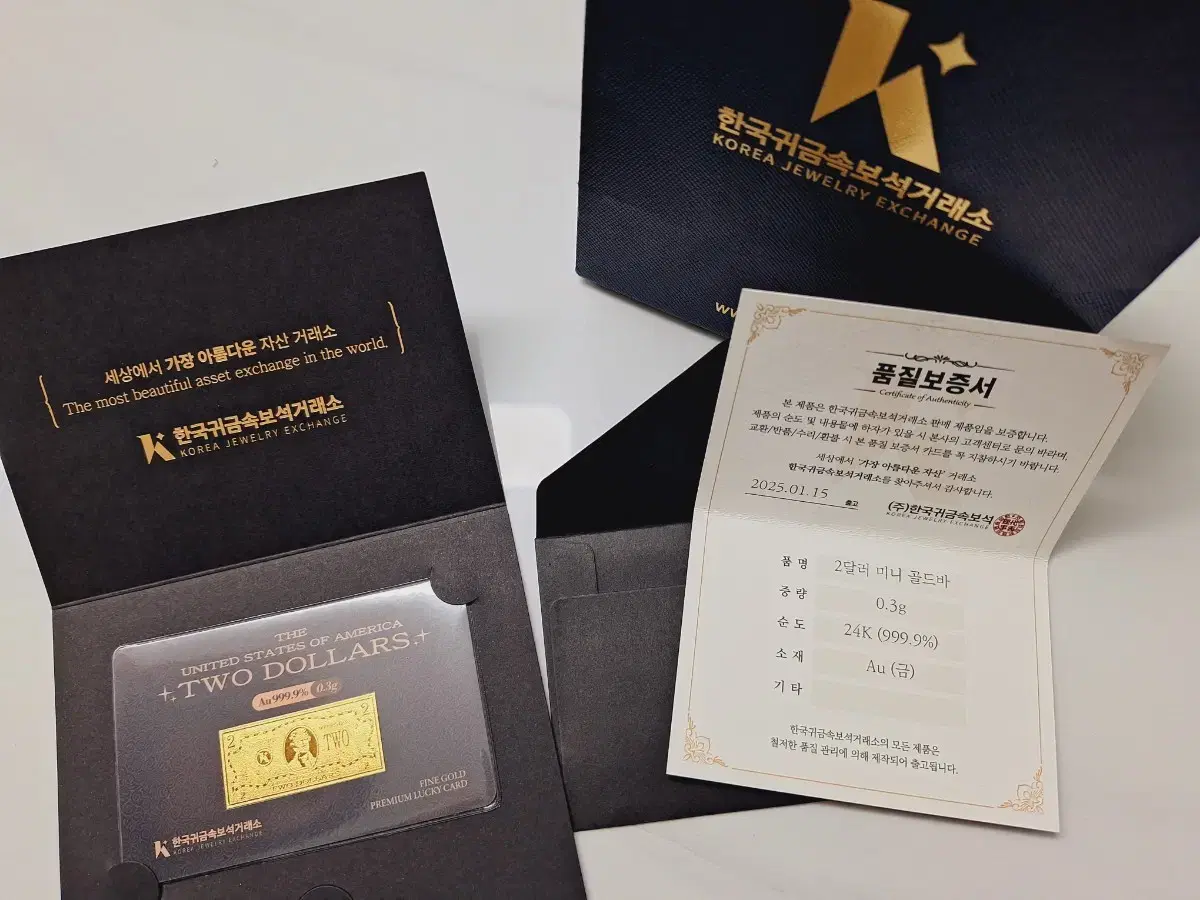 한국귀금속보석거래소
KOREA JEWELRY EXCHANGE
세상에서 가장 아름다운 자산 거래소
The most beautiful asset exchange in the world.
한국귀금속보석거래소
KOREA JEWELRY EXCHANGE
THE
UNITED STATES OF AMERICA
TWO DOLLARS
Au 999.9% 0.3g
2
2
TWO
TWO DOLLARS
FINE GOLD
PREMIUM LUCKY CARD
한국귀금속보석거래소
KOREA JEWELRY EXCHANGE
품질보증서
Certificate of Authenticity
본 제품은 한국귀금속보석거래소 판매 제품임을 보증합니다.
제품의 순도 및 내용물에 하자가 있을 시 본사의 고객센터로 문의 바라며,
교환/반품/수리/환불 시 본 품질 보증서 카드를 꼭 지참하시기 바랍니다.
세상에서 '가장 아름다운 자산' 거래소
한국귀금속보석거래소를 찾아주셔서 감사합니다.
2025.01.15 출고
(주)한국귀금속보석
KOREA JEWELRY EXCHANGE
품명 2달러 미니 골드바
중량 0.3g
순도 24K (999.9%)
소재 Au (금)
기타
한국귀금속보석거래소의 모든 제품은
철저한 품질 관리에 의해 제작되어 출고됩니다.